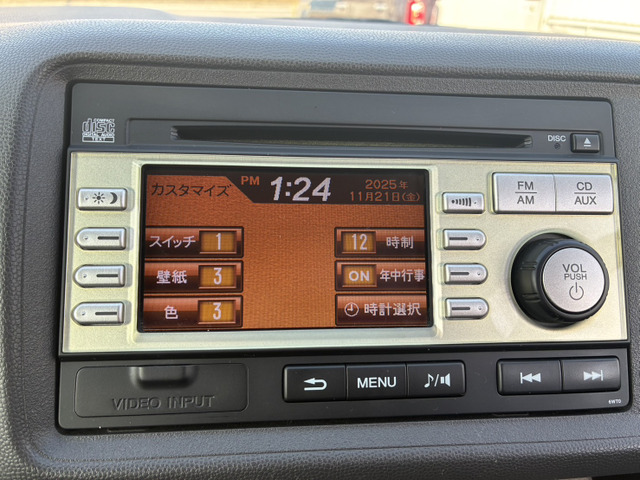 COMPACT
disc
DIGITAL AUDIO
TEXT
DISC
カスタマイズ
PM 1:24
2025年
11月21日(金)
FM
AM
CD
AUX
スイッチ 1
12 時制
壁紙 3
ON 年中行事
色 3
時計選択
VOL
PUSH
VIDEO INPUT
MENU
6WT0